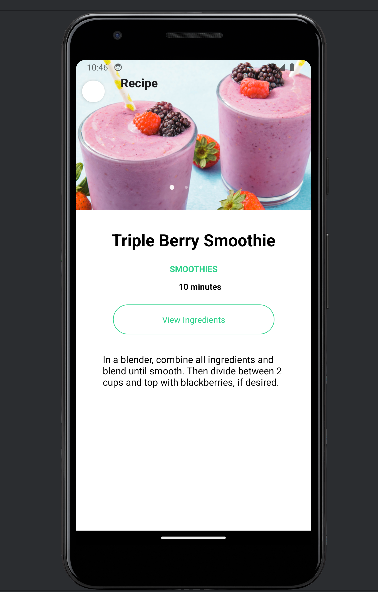 10:46
Recipe
Triple Berry Smoothie
SMOOTHIES
10 minutes
View Ingredients
In a blender, combine all ingredients and
blend until smooth. Then divide between 2
cups and top with blackberries, if desired.